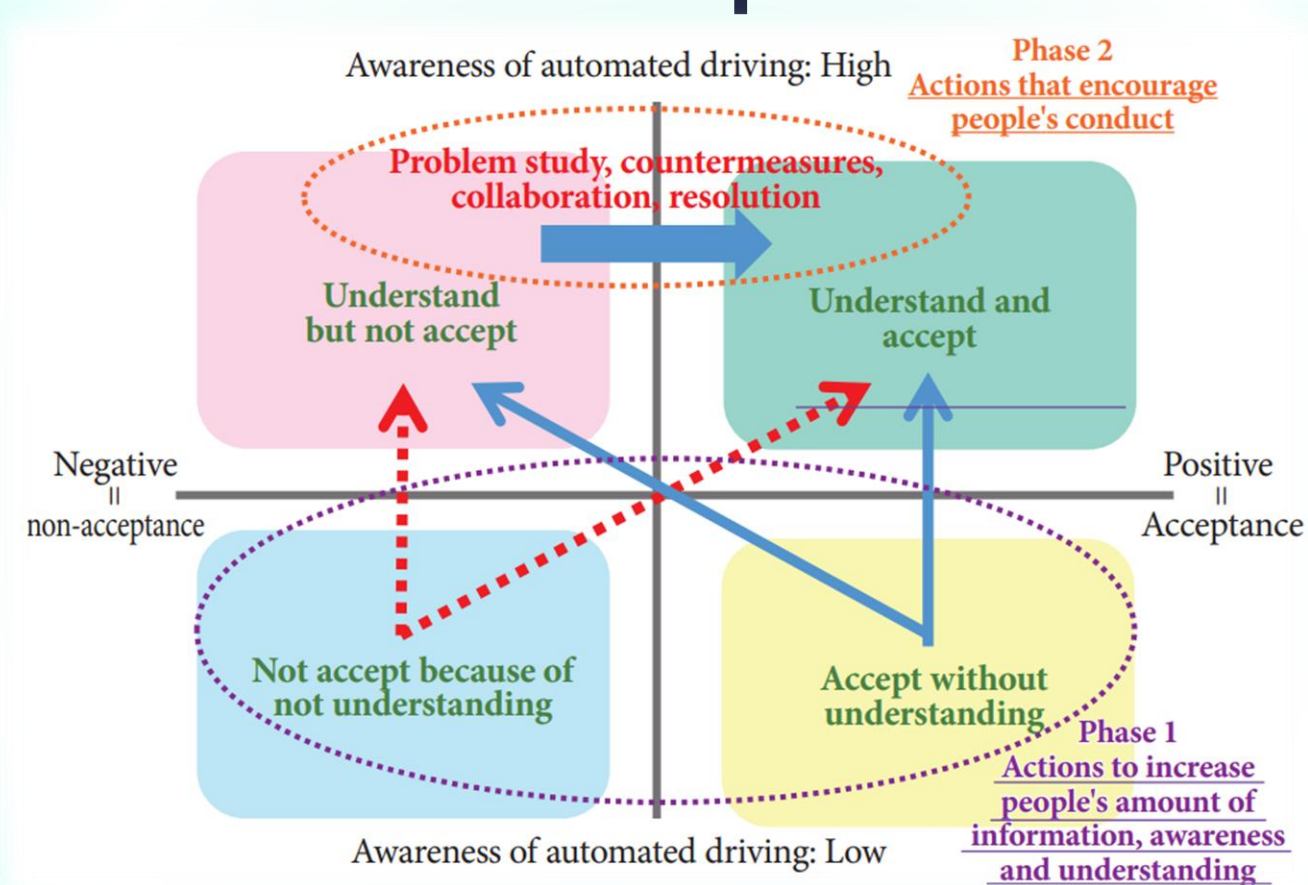 Awareness of automated driving: High
Phase 2
Actions that encourage
people's conduct
Problem study, countermeasures,
collaboration, resolution
Understand
but not accept
Understand and
accept
Negative
=
non-acceptance
Positive
=
Acceptance
Not accept because of
not understanding
Accept without
understanding
Phase 1
Actions to increase
people's amount of
information, awareness
and understanding
Awareness of automated driving: Low